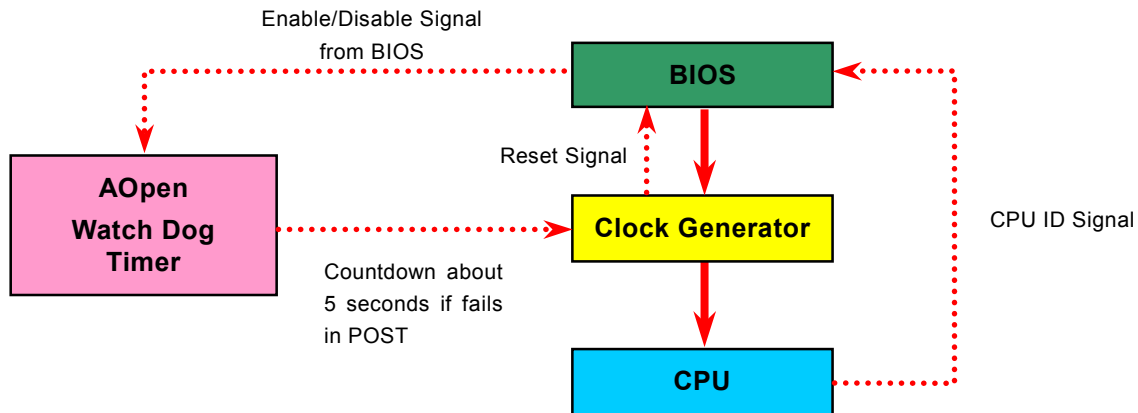 Enable/Disable Signal
from BIOS
BIOS
Reset Signal
AOpen
Watch Dog
Timer
Clock Generator
CPU ID Signal
Countdown about
5 seconds if fails
in POST
CPU